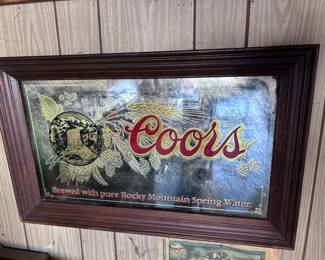 Coors
Brewed with pure Rocky Mountain Spring Water.